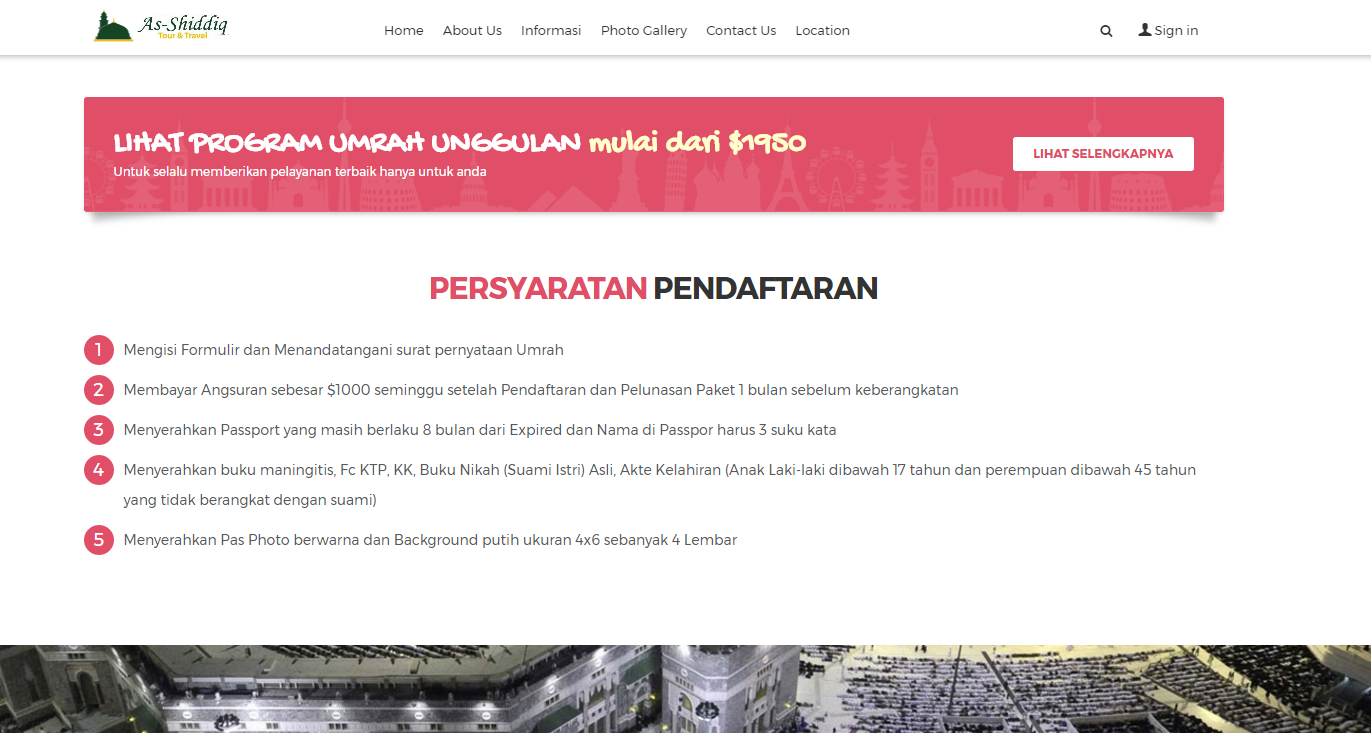 As-Shiddiq
Tour & Travel
Home About Us Informasi Photo Gallery Contact Us Location
Sign in
LIHAT PROGRAM UMRAH UNGGULAN mulai dari $1950
Untuk selalu memberikan pelayanan terbaik hanya untuk anda
LIHAT SELENGKAPNYA
PERSYARATAN PENDAFTARAN
1 Mengisi Formulir dan Menandatangani surat pernyataan Umrah
2 Membayar Angsuran sebesar $1000 seminggu setelah Pendaftaran dan Pelunasan Paket 1 bulan sebelum keberangkatan
3 Menyerahkan Passport yang masih berlaku 8 bulan dari Expired dan Nama di Passpor harus 3 suku kata
4 Menyerahkan buku maningitis, Fc KTP, KK, Buku Nikah (Suami Istri) Asli, Akte Kelahiran (Anak Laki-laki dibawah 17 tahun dan perempuan dibawah 45 tahun
yang tidak berangkat dengan suami)
5 Menyerahkan Pas Photo berwarna dan Background putih ukuran 4x6 sebanyak 4 Lembar